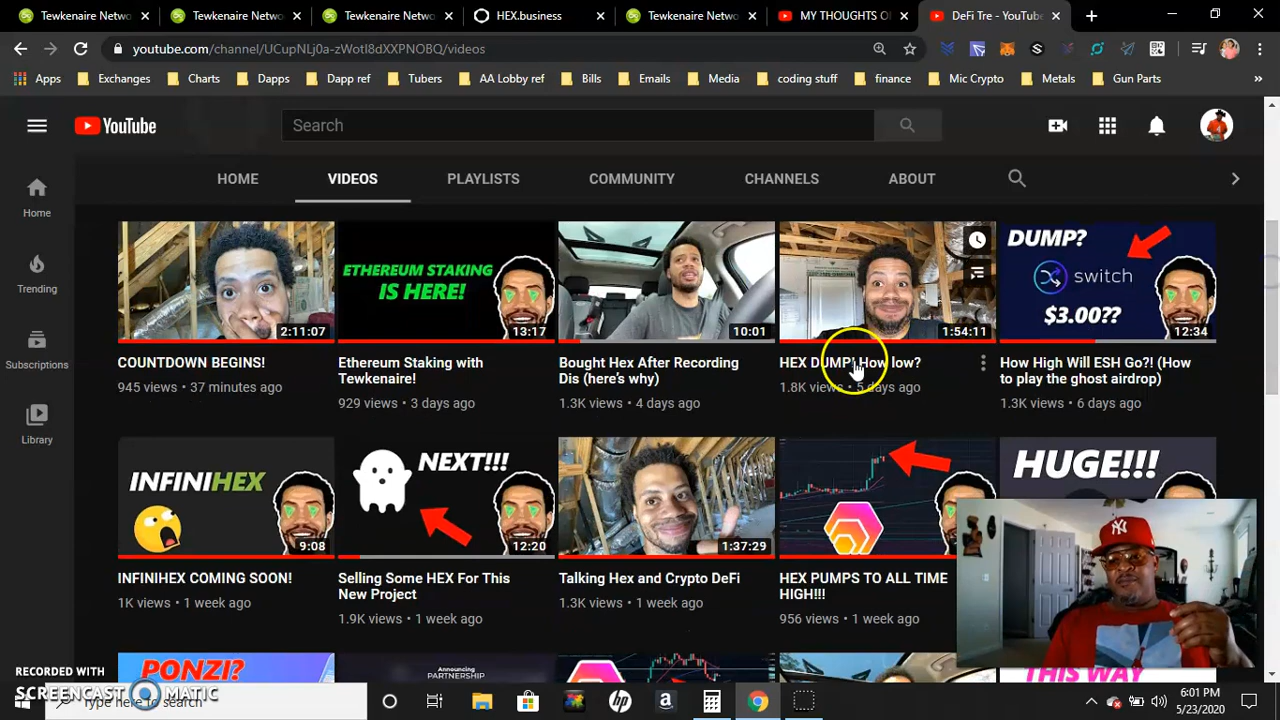 Tewkenaire Netwo
Tewkenaire Netwo
Tewkenaire Netwo
HEX.business
Tewkenaire Netwo
MY THOUGHTS O
DeFi Tre - YouTube
youtube.com/channel/UCupNLj0a-zWotI8dXXPNOBQ/videos
Apps
Exchanges
Charts
Dapps
Dapp ref
Tubers
AA Lobby ref
Bills
Emails
Media
coding stuff
finance
Mic Crypto
Metals
Gun Parts
YouTube
Search
HOME
VIDEOS
PLAYLISTS
COMMUNITY
CHANNELS
ABOUT
Home
Trending
Subscriptions
Library
2:11:07
COUNTDOWN BEGINS!
945 views • 37 minutes ago
ETHEREUM STAKING
IS HERE!
13:17
Ethereum Staking with
Tewkenaire!
929 views • 3 days ago
10:01
Bought Hex After Recording
Dis (here's why)
1.3K views • 4 days ago
1:54:11
HEX DUMP! How low?
1.8K views • 5 days ago
DUMP?
switch
$3.00??
12:34
How High Will ESH Go?! (How
to play the ghost airdrop)
1.3K views • 6 days ago
INFINIHEX
9:08
INFINIHEX COMING SOON!
1K views • 1 week ago
NEXT!!!
12:20
Selling Some HEX For This
New Project
1.9K views • 1 week ago
1:37:29
Talking Hex and Crypto DeFi
1.3K views • 1 week ago
HEX PUMPS TO ALL TIME
HIGH!!!
956 views • 1 week ago
HUGE!!!
PONZI?
Announcing
PARTNERSHIP
THIS WAY
RECORDED WITH
SCREENCAST MATIC
Type here to search
6:01 PM
5/23/2020